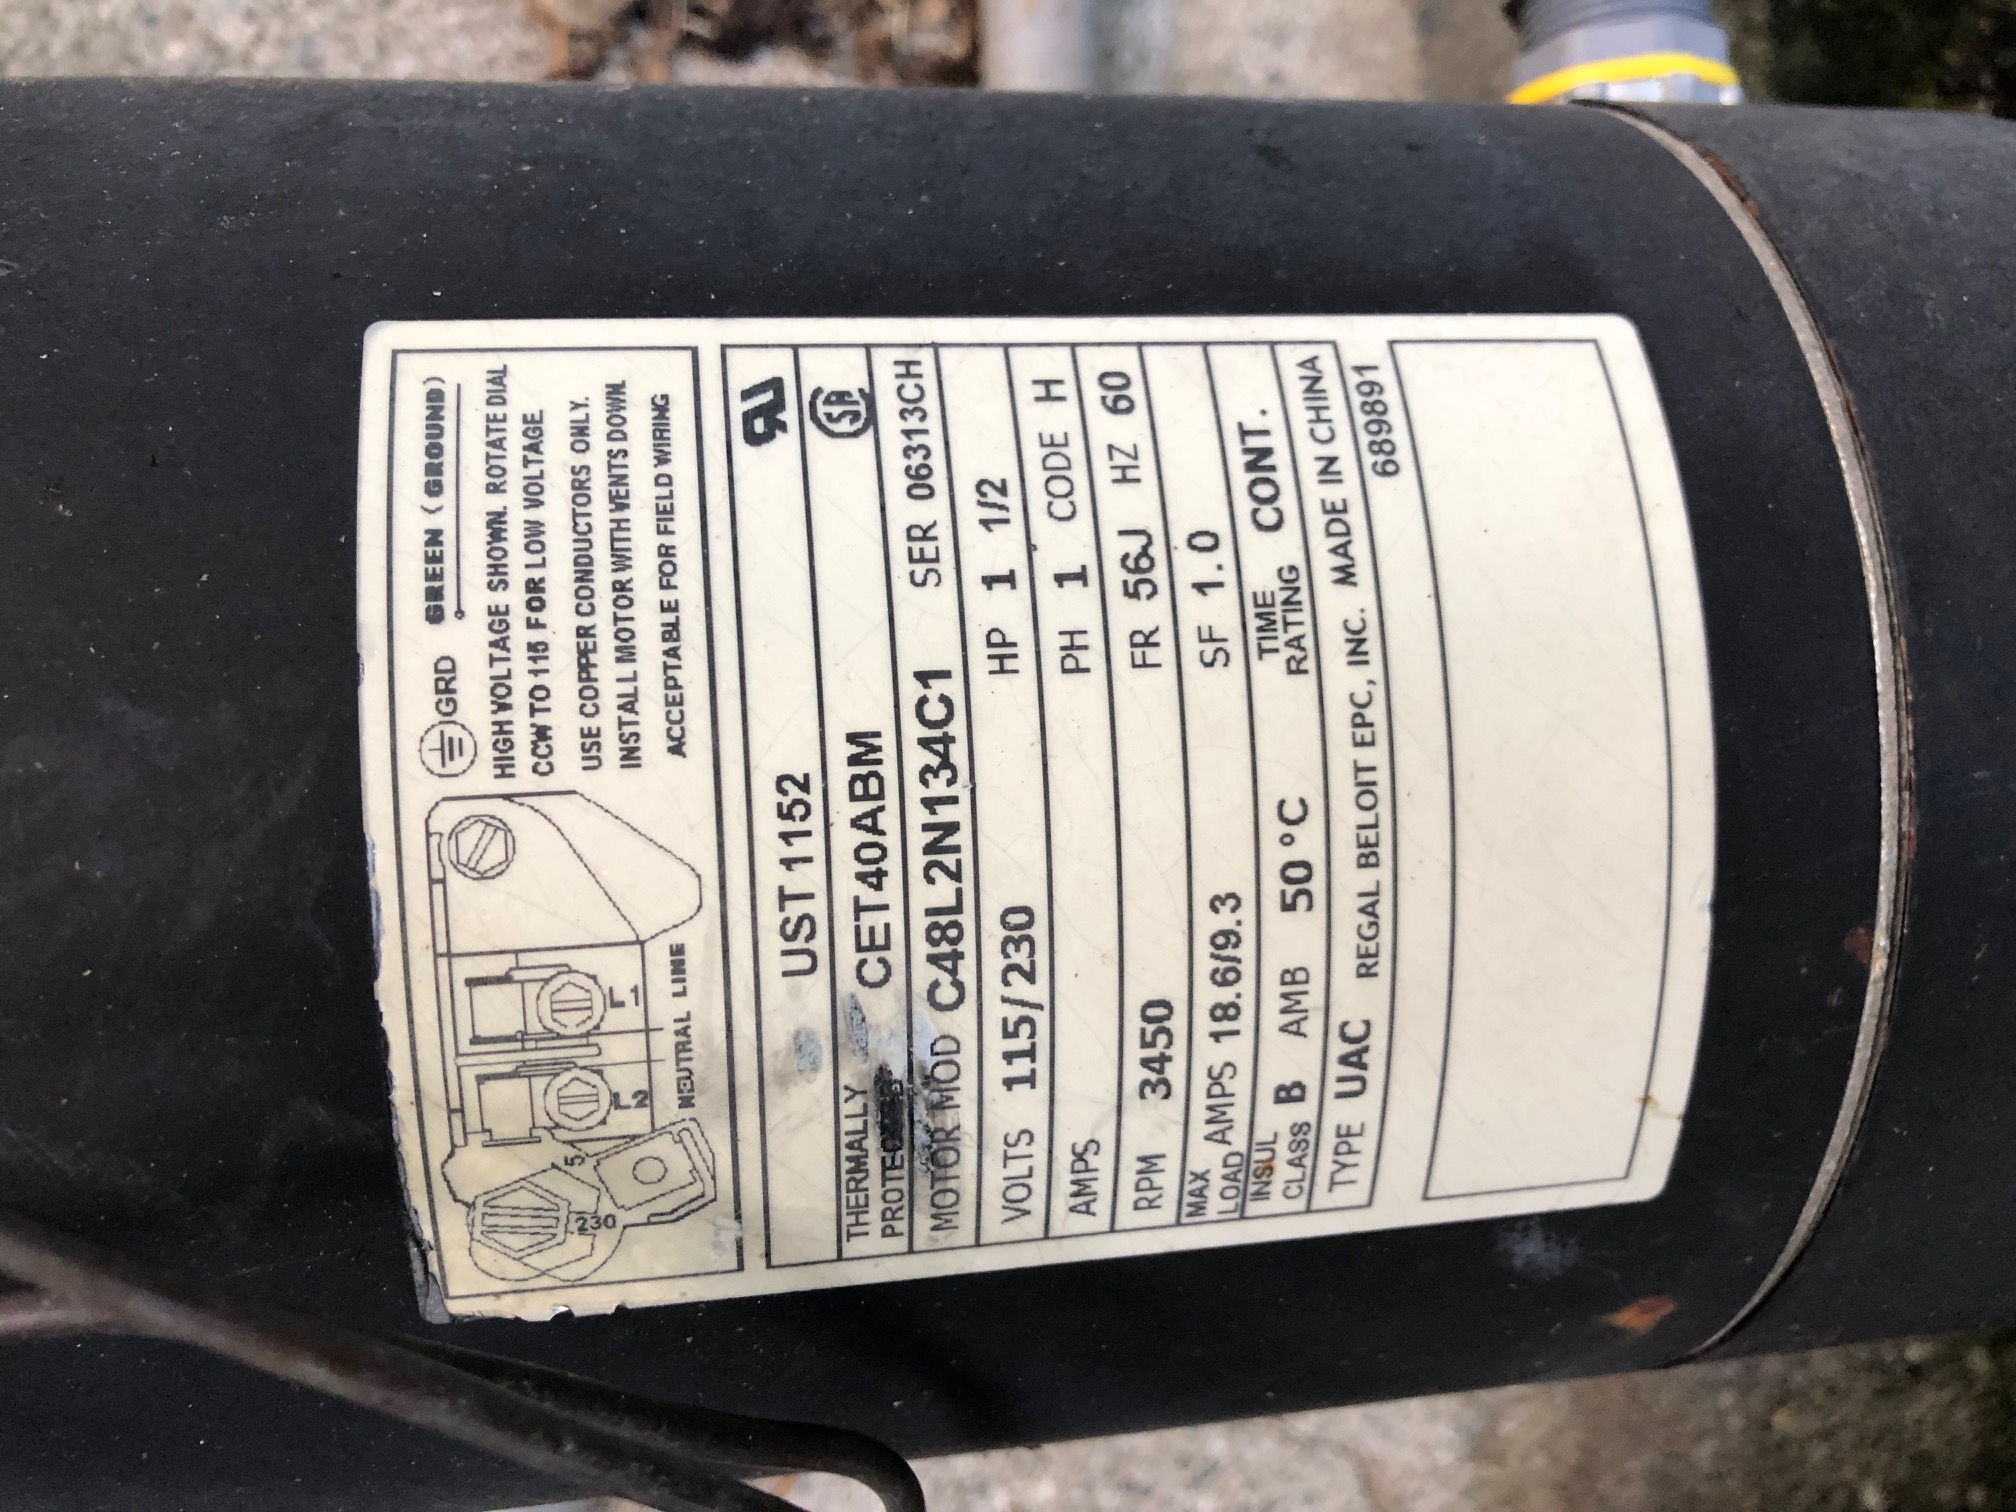 GRD GREEN (GROUND)
HIGH VOLTAGE SHOWN. ROTATE DIAL
CCW TO 115 FOR LOW VOLTAGE
USE COPPER CONDUCTORS ONLY.
INSTALL MOTOR WITH VENTS DOWN.
ACCEPTABLE FOR FIELD WIRING
230 5
L2 L1
NEUTRAL LINE
UST1152
THERMALLY CET40ABM SA
MOTOR MOD C48L2N134C1 SER 06313CH
VOLTS 115/230 HP 1 1/2
AMPS PH 1 CODE H
RPM 3450 FR 56J HZ 60
MAX
LOAD AMPS 18.6/9.3 SF 1.0
INSUL
CLASS B AMB 50°C TIME
RATING CONT.
TYPE UAC REGAL BELOIT EPC, INC. MADE IN CHINA
689891